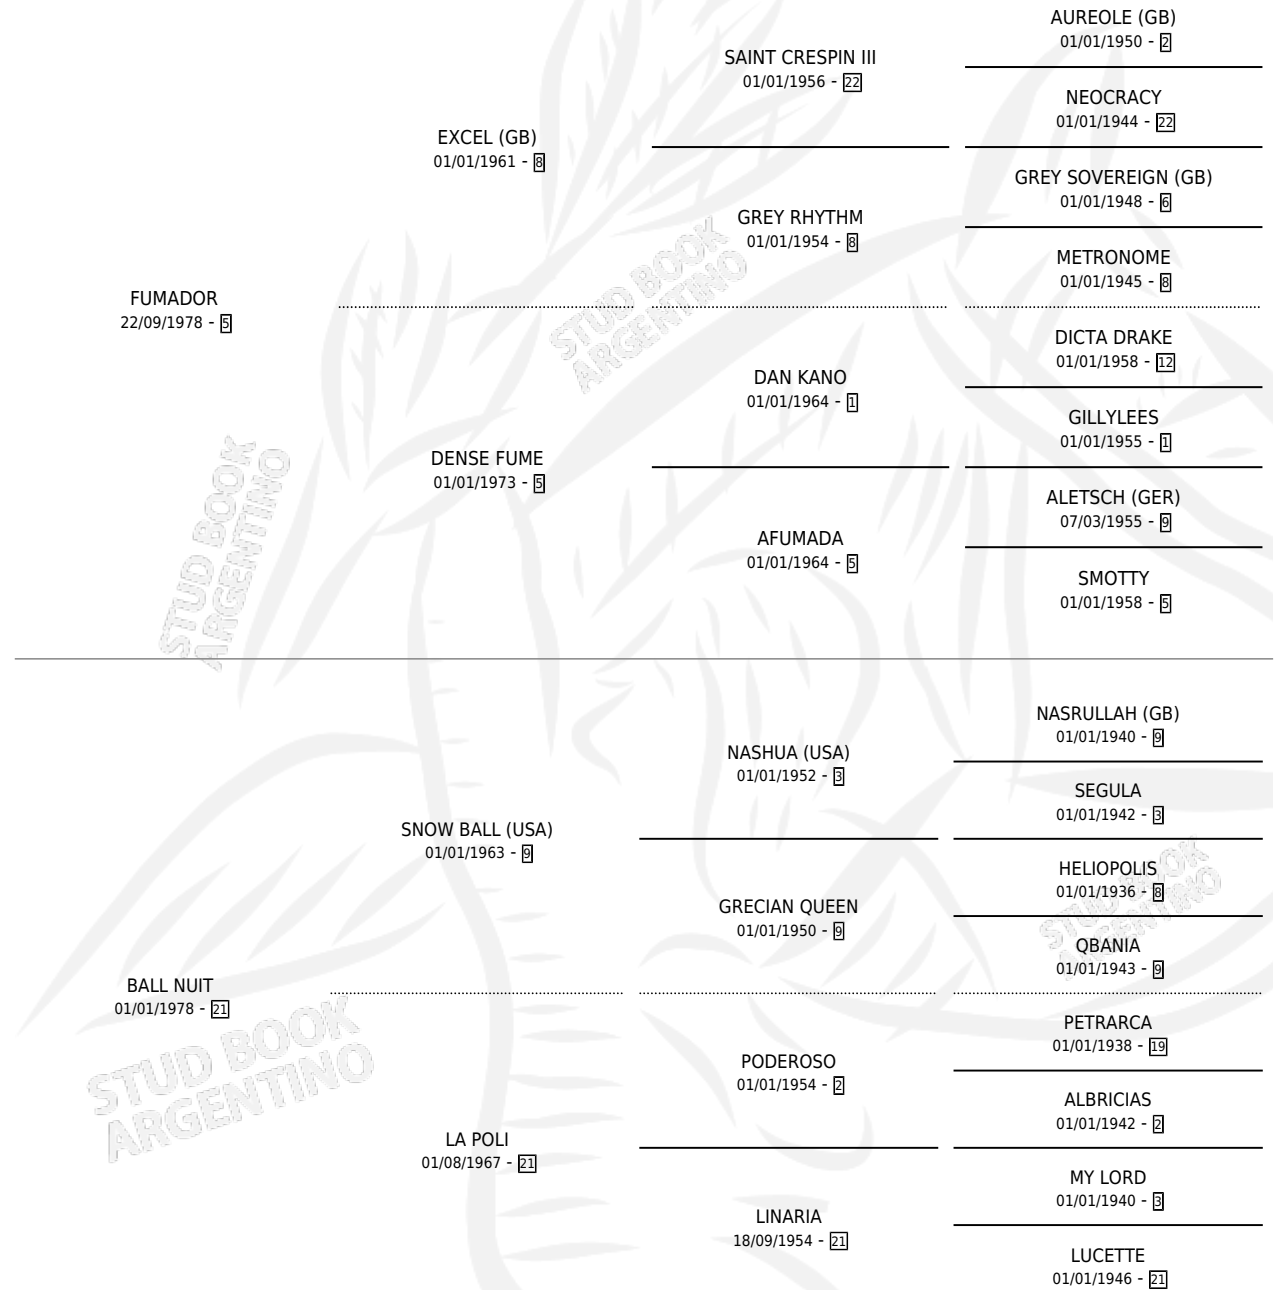 AUREOLE (GB)
01/01/1950 - 2
SAINT CRESPIN III
01/01/1956 - 22
NEOCRACY
01/01/1944 - 22
EXCEL (GB)
01/01/1961 - 8
GREY SOVEREIGN (GB)
01/01/1948 - 6
GREY RHYTHM
01/01/1954 - 8
METRONOME
01/01/1945 - 8
FUMADOR
22/09/1978 - 5
DICTA DRAKE
01/01/1958 - 12
DAN KANO
01/01/1964 - 1
GILLYLEES
01/01/1955 - 1
DENSE FUME
01/01/1973 - 5
ALETSCH (GER)
07/03/1955 - 9
AFUMADA
01/01/1964 - 5
SMOTTY
01/01/1958 - 5
NASRULLAH (GB)
01/01/1940 - 9
NASHUA (USA)
01/01/1952 - 3
SEGULA
01/01/1942 - 3
SNOW BALL (USA)
01/01/1963 - 9
HELIOPOLIS
01/01/1936 - 8
GRECIAN QUEEN
01/01/1950 - 9
QBANIA
01/01/1943 - 9
BALL NUIT
01/01/1978 - 21
PETRARCA
01/01/1938 - 19
PODEROSO
01/01/1954 - 2
ALBRICIAS
01/01/1942 - 2
LA POLI
01/08/1967 - 21
MY LORD
01/01/1940 - 3
LINARIA
18/09/1954 - 21
LUCETTE
01/01/1946 - 21
STUD BOOK
ARGENTINO
STUD BOOK
ARGENTINO
STUD BOOK
ARGENTINO
STUD BOOK
ARGENTINO